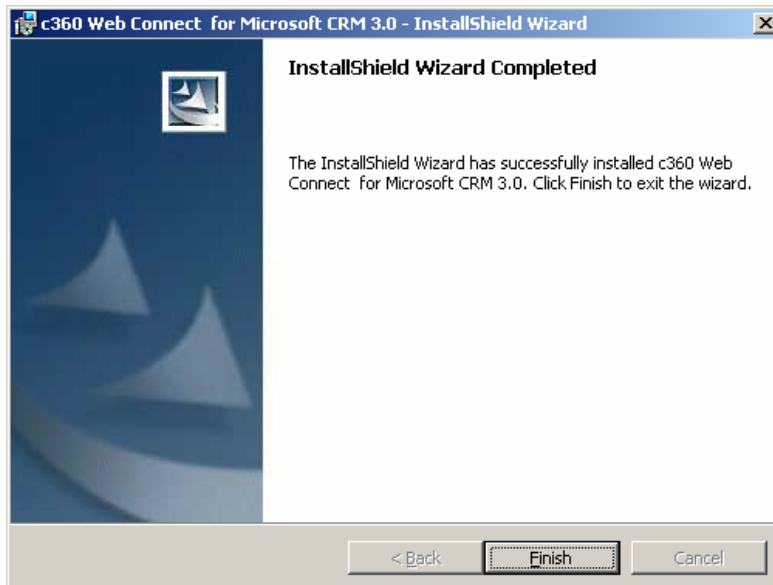 c360 Web Connect  for Microsoft CRM 3.0 - InstallShield Wizard
InstallShield Wizard Completed
The InstallShield Wizard has successfully installed c360 Web
Connect  for Microsoft CRM 3.0. Click Finish to exit the wizard.
< Back
Finish
Cancel